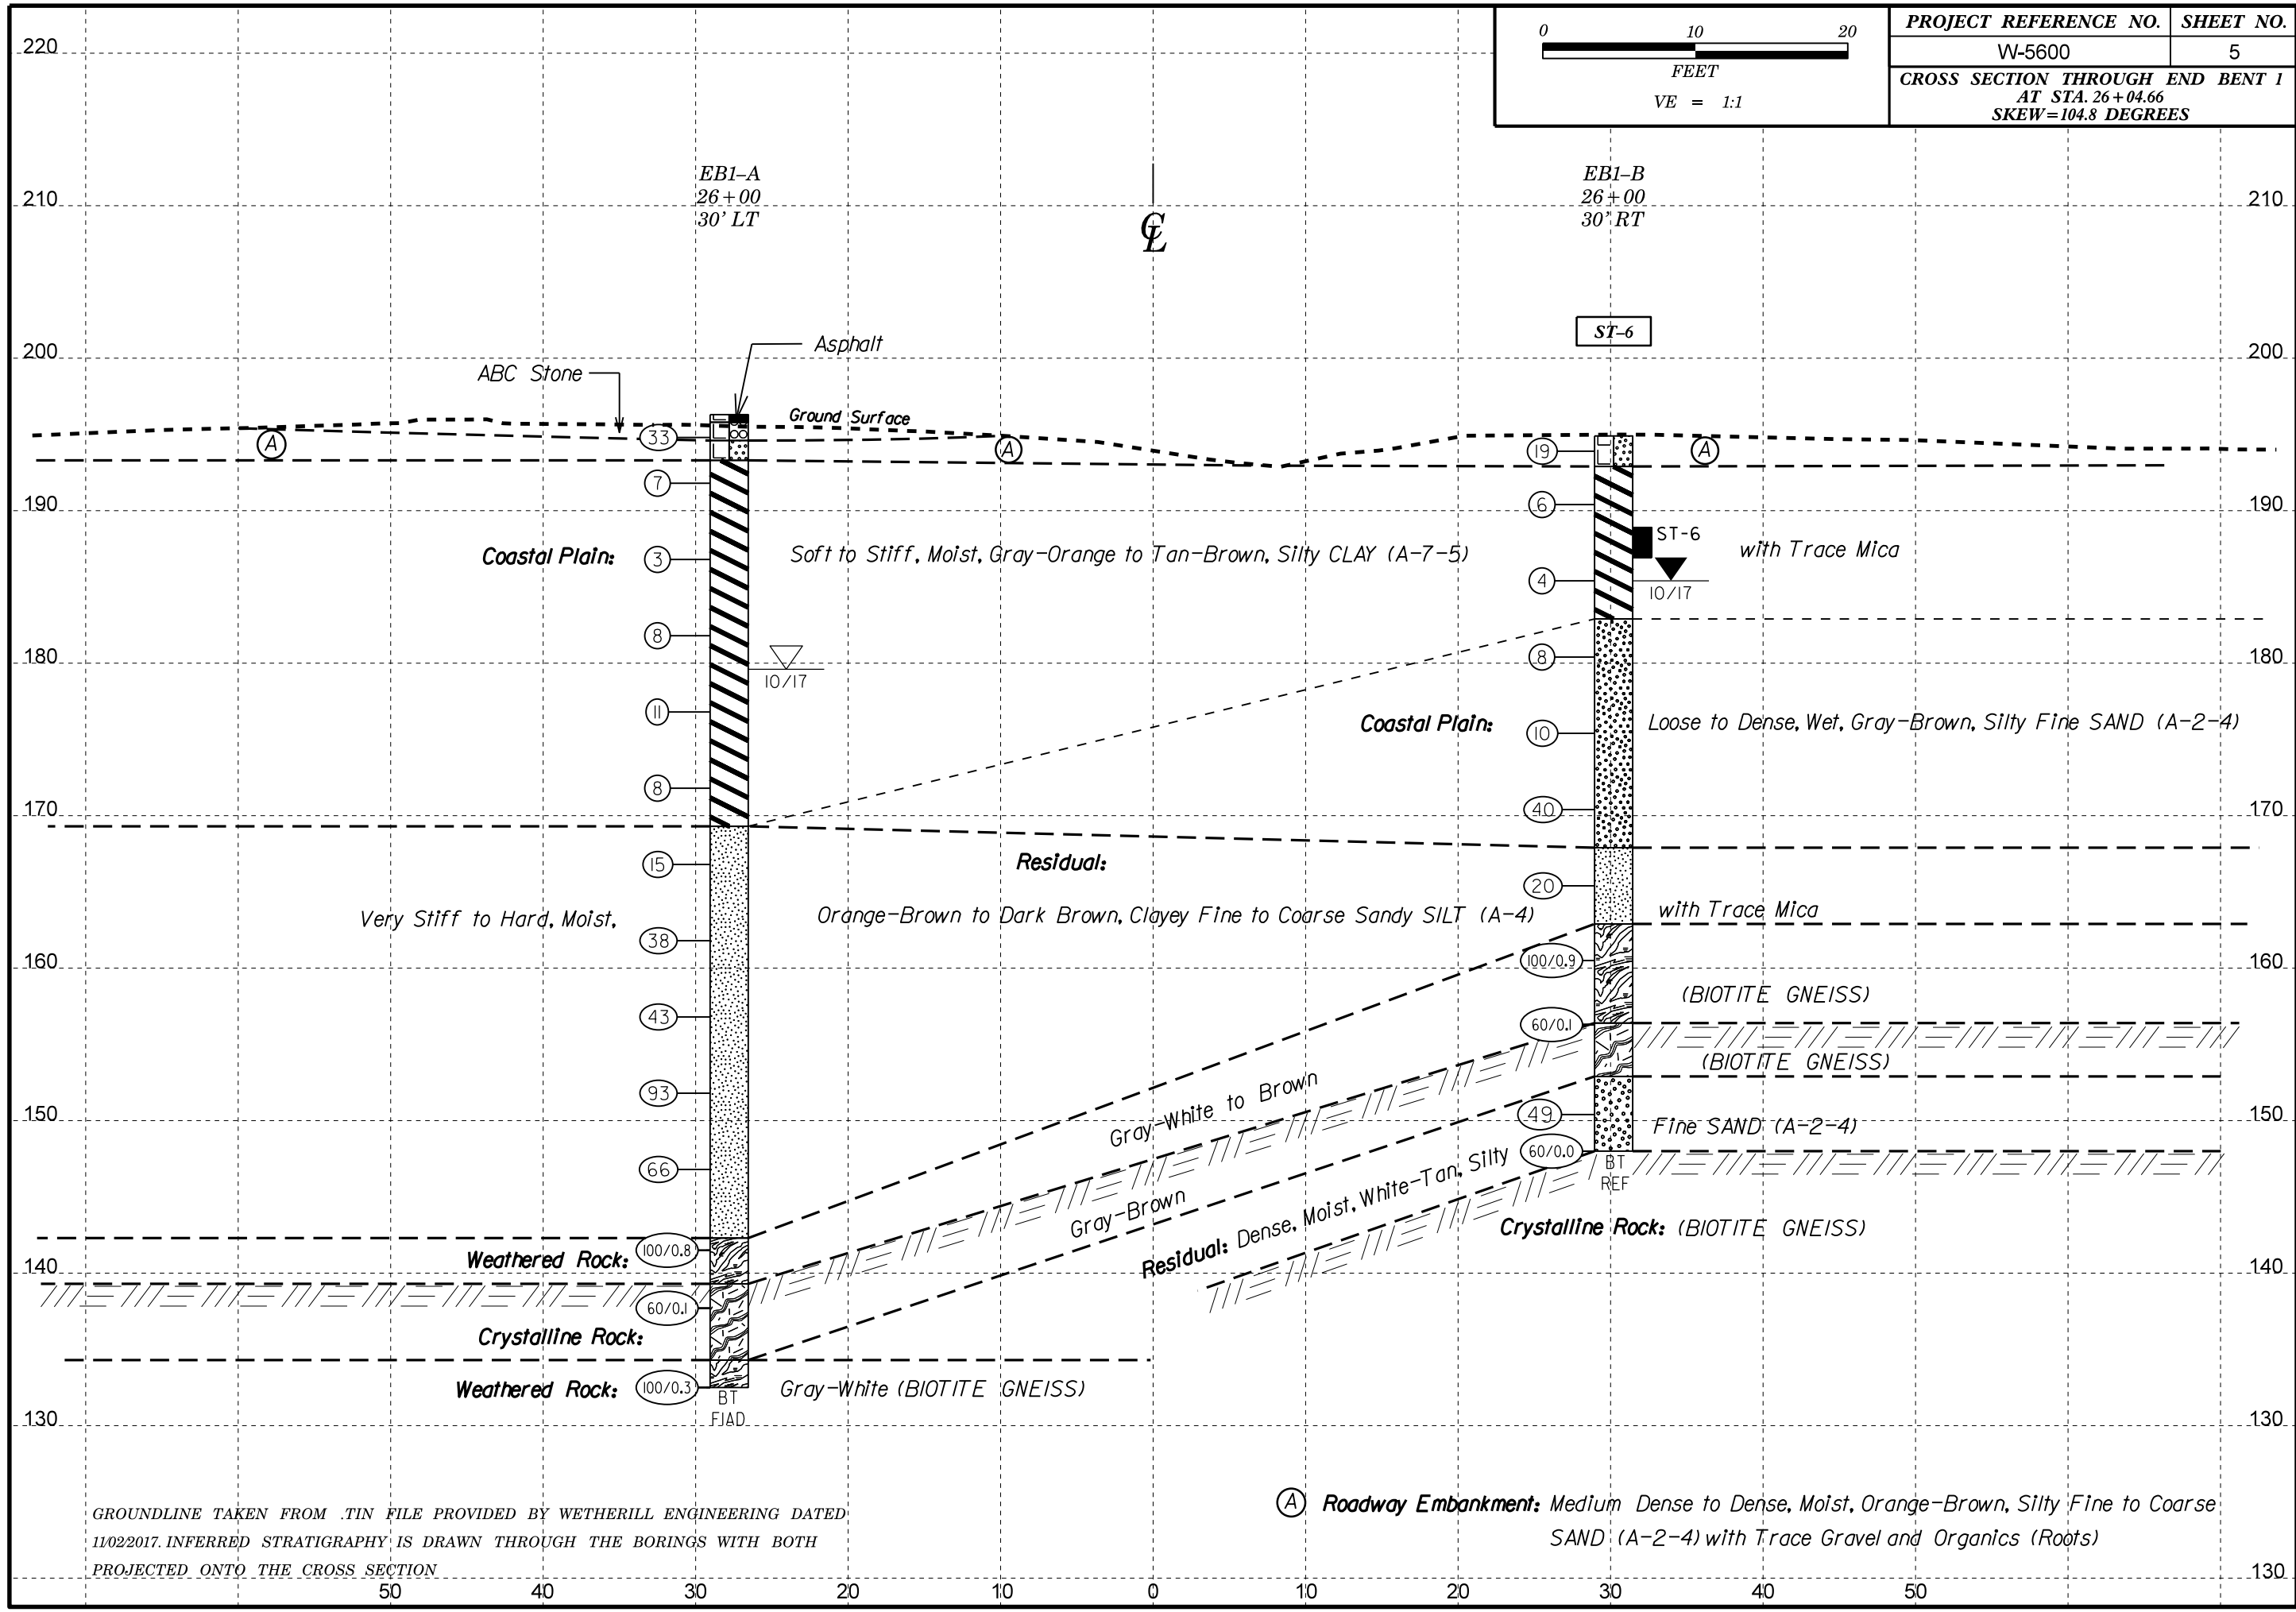 0 10 20
FEET
VE = 1:1
PROJECT REFERENCE NO. SHEET NO.
W-5600 5
CROSS SECTION THROUGH END BENT 1
AT STA. 26+04.66
SKEW=104.8 DEGREES
220
EB1-A
26+00
30' LT
CL
EB1-B
26+00
30' RT
210 210
ST-6
Asphalt
200 200
ABC Stone
Ground Surface
A 33 A 19 A
7
6
190 190
ST-6
Coastal Plain: 3 Soft to Stiff, Moist, Gray-Orange to Tan-Brown, Silty CLAY (A-7-5) with Trace Mica
4
10/17
8
8
180 180
10/17
11
Coastal Plain: 10 Loose to Dense, Wet, Gray-Brown, Silty Fine SAND (A-2-4)
8
40
170 170
15 Residual:
20
Very Stiff to Hard, Moist, Orange-Brown to Dark Brown, Clayey Fine to Coarse Sandy SILT (A-4) with Trace Mica
38
100/0.9
160 160
(BIOTITE GNEISS)
43
60/0.1
(BIOTITE GNEISS)
93
Gray-White to Brown
150 150
49 Fine SAND (A-2-4)
66
60/0.0
BT
REF
Gray-Brown
Residual: Dense, Moist, White-Tan, Silty
Crystalline Rock: (BIOTITE GNEISS)
Weathered Rock: 100/0.8
140 140
60/0.1
Crystalline Rock:
Weathered Rock: 100/0.3 Gray-White (BIOTITE GNEISS)
BT
FIAD
130 130
GROUNDLINE TAKEN FROM .TIN FILE PROVIDED BY WETHERILL ENGINEERING DATED
11/02/2017. INFERRED STRATIGRAPHY IS DRAWN THROUGH THE BORINGS WITH BOTH
PROJECTED ONTO THE CROSS SECTION
A Roadway Embankment: Medium Dense to Dense, Moist, Orange-Brown, Silty Fine to Coarse
SAND (A-2-4) with Trace Gravel and Organics (Roots)
130
50 40 30 20 10 0 10 20 30 40 50